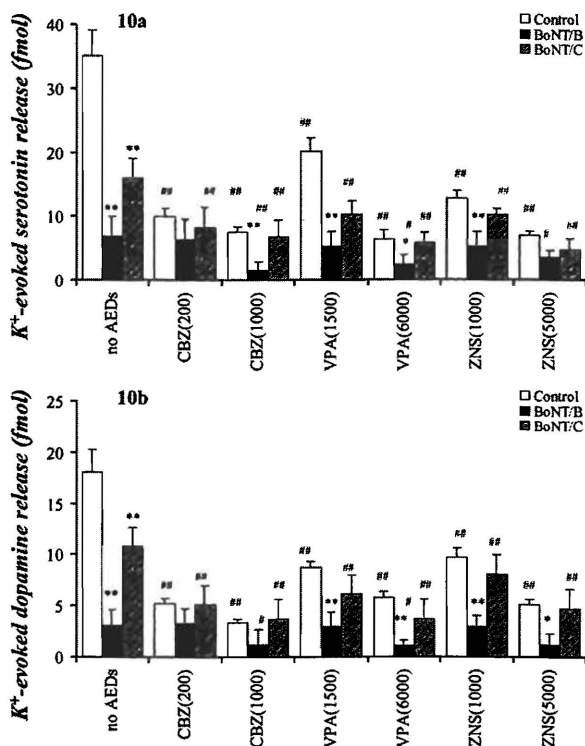 10a
Control
BoNT/B
BoNT/C
K+-evoked serotonin release (fmol)
40
30
20
10
0
**
**
##
##
##
##
**
##
##
**
##
##
#
*
##
##
**
##
##
#
##
no AEDs
CBZ(200)
CBZ(1000)
VPA(1500)
VPA(6000)
ZNS(1000)
ZNS(5000)
10b
Control
BoNT/B
BoNT/C
K+-evoked dopamine release (fmol)
25
20
15
10
5
0
**
**
##
##
##
#
##
##
**
##
##
#
**
##
##
**
##
##
*
##
no AEDs
CBZ(200)
CBZ(1000)
VPA(1500)
VPA(6000)
ZNS(1000)
ZNS(5000)